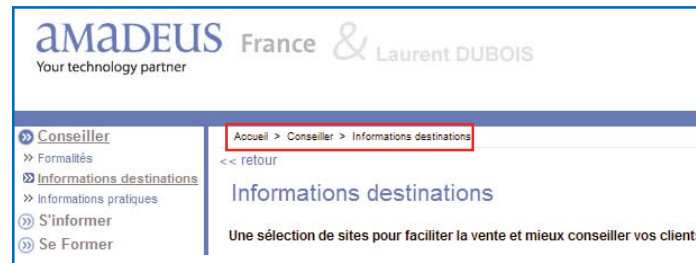 aMaDEUS France & Laurent DUBOIS
Your technology partner
Conseiller
Formalités
Informations destinations
Informations pratiques
S'informer
Se Former
Accueil > Conseiller > Informations destinations
<< retour
Informations destinations
Une sélection de sites pour faciliter la vente et mieux conseiller vos clients